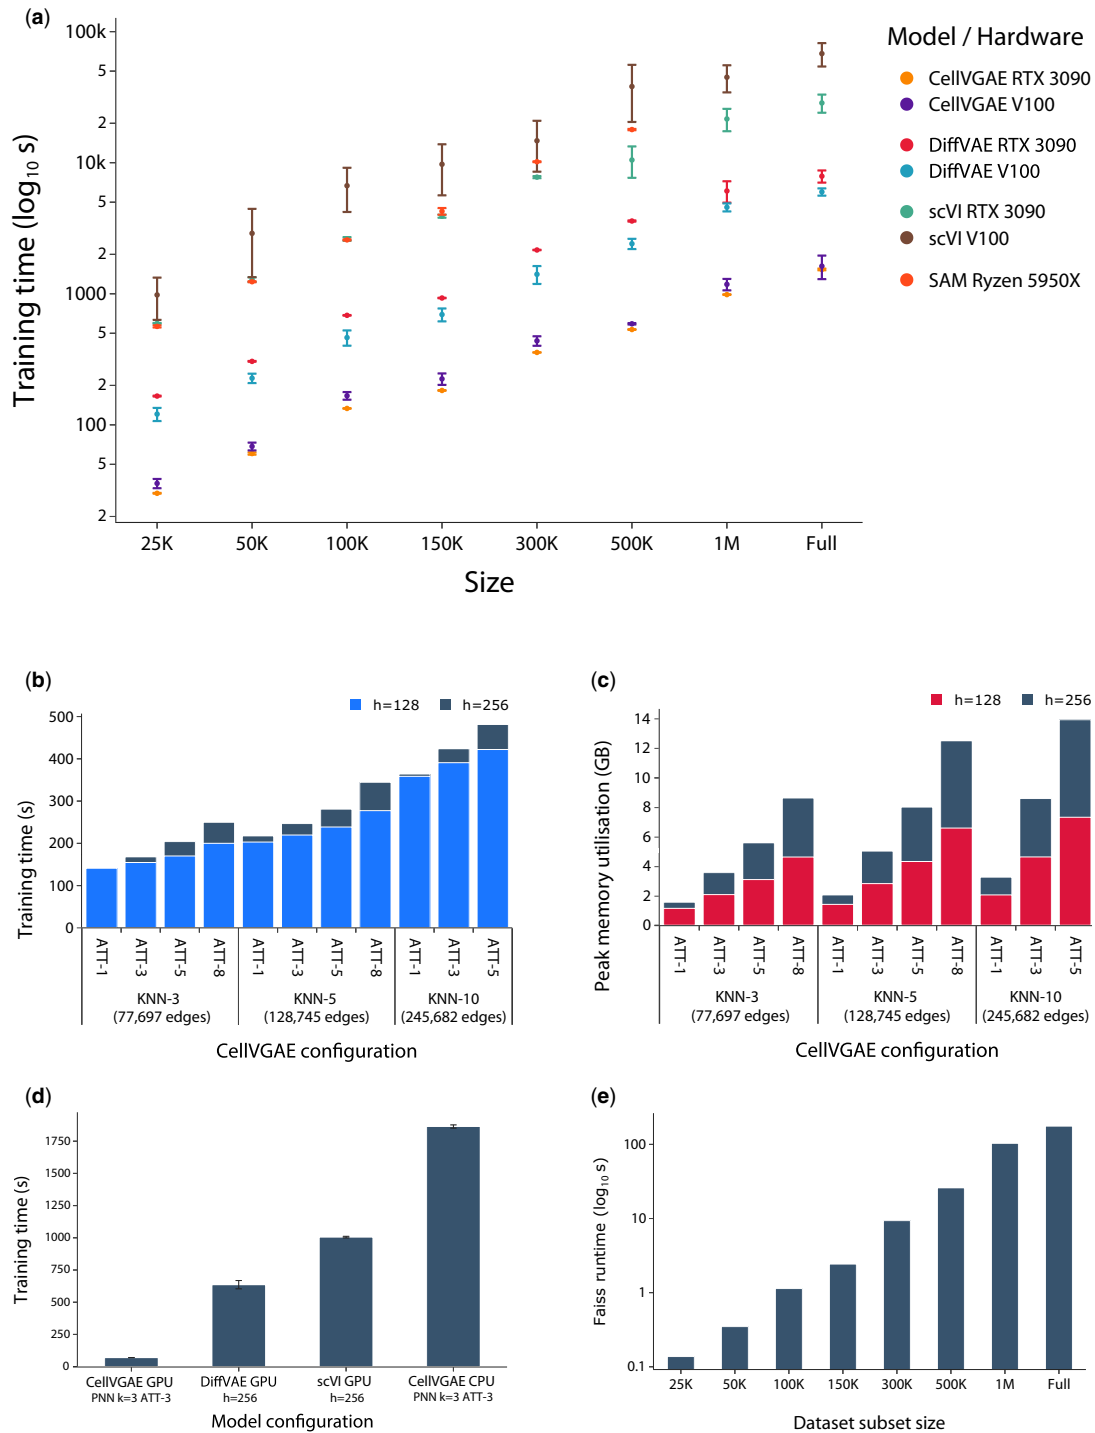 (a)
Training time (log10 s)
100k
5
2
10k
5
2
1000
5
2
100
5
2
25K 50K 100K 150K 300K 500K 1M Full
Size
Model / Hardware
CellVGAE RTX 3090
CellVGAE V100
DiffVAE RTX 3090
DiffVAE V100
scVI RTX 3090
scVI V100
SAM Ryzen 5950X
(b)
h=128 h=256
Training time (s)
500
400
300
200
100
0
ATT-1 ATT-3 ATT-5 ATT-8 ATT-1 ATT-3 ATT-5 ATT-8 ATT-1 ATT-3 ATT-5
KNN-3 KNN-5 KNN-10
(77,697 edges) (128,745 edges) (245,682 edges)
CellVGAE configuration
(c)
h=128 h=256
Peak memory utilisation (GB)
14
12
10
8
6
4
2
0
ATT-1 ATT-3 ATT-5 ATT-8 ATT-1 ATT-3 ATT-5 ATT-8 ATT-1 ATT-3 ATT-5
KNN-3 KNN-5 KNN-10
(77,697 edges) (128,745 edges) (245,682 edges)
CellVGAE configuration
(d)
Training time (s)
1750
1500
1250
1000
750
500
250
0
CellVGAE GPU DiffVAE GPU scVI GPU CellVGAE CPU
PNN k=3 ATT-3 h=256 h=256 PNN k=3 ATT-3
Model configuration
(e)
Faiss runtime (log10 s)
100
10
1
0.1
25K 50K 100K 150K 300K 500K 1M Full
Dataset subset size